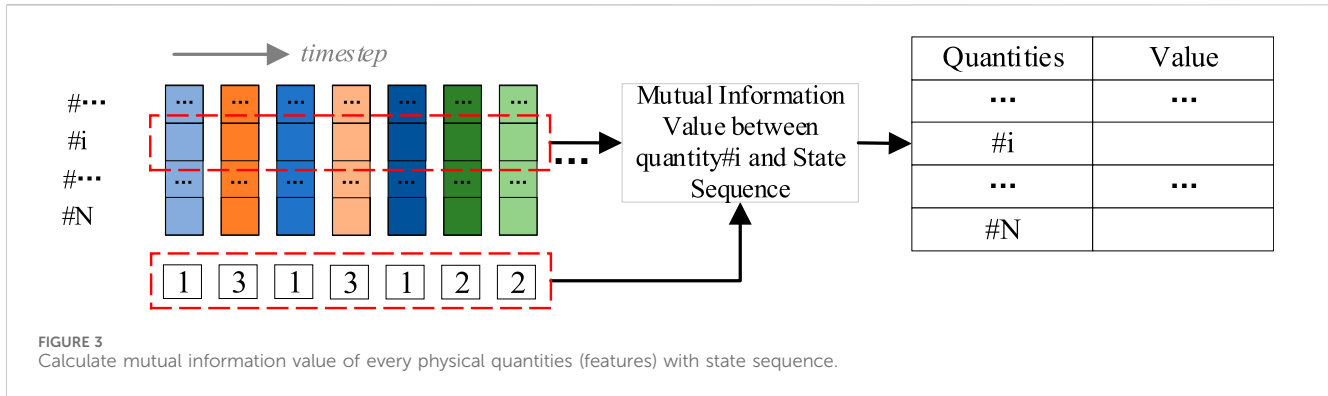 timestep
#...
#i
#...
#N
... ... ... ... ... ... ...
... ... ... ... ... ... ...
1 3 1 3 1 2 2
...
Mutual Information
Value between
quantity#i and State
Sequence
Quantities Value
... ...
#i
... ...
#N
FIGURE 3
Calculate mutual information value of every physical quantities (features) with state sequence.